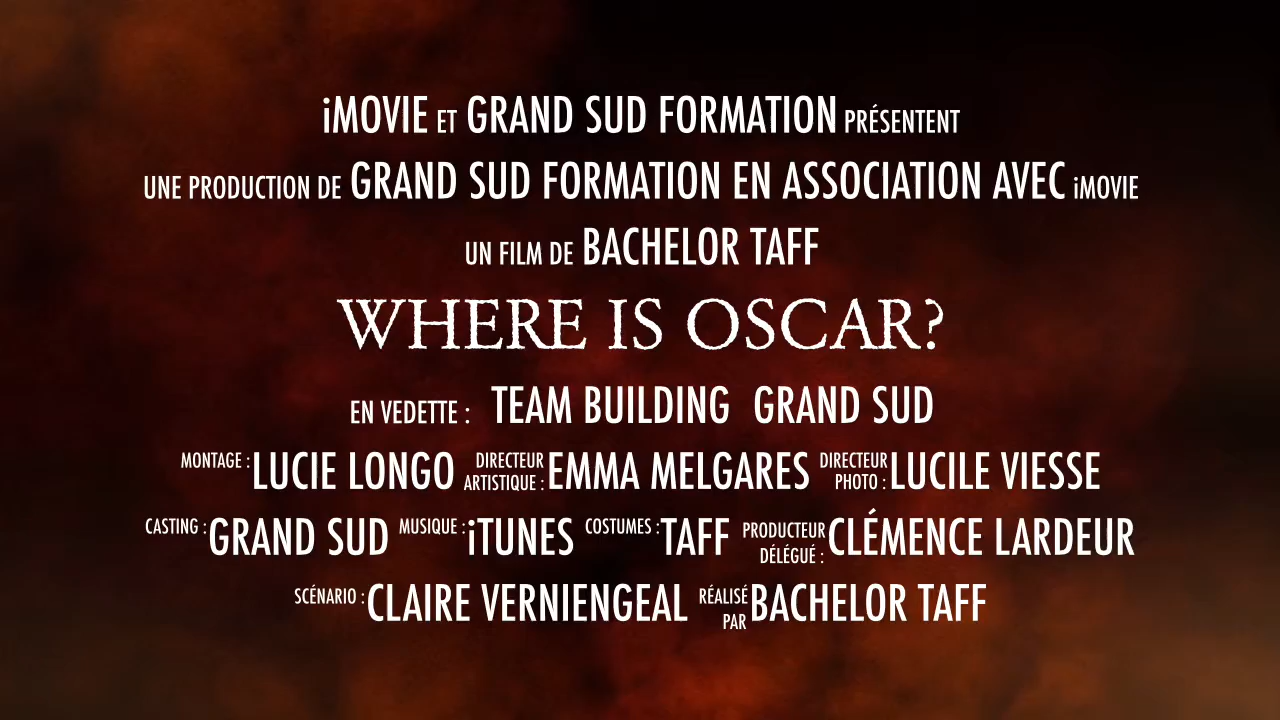 iMOVIE ET GRAND SUD FORMATION PRÉSENTENT
UNE PRODUCTION DE GRAND SUD FORMATION EN ASSOCIATION AVEC iMOVIE
UN FILM DE BACHELOR TAFF
WHERE IS OSCAR?
EN VEDETTE : TEAM BUILDING GRAND SUD
MONTAGE : LUCIE LONGO DIRECTEUR ARTISTIQUE : EMMA MELGARES DIRECTEUR PHOTO : LUCILE VIESSE
CASTING : GRAND SUD MUSIQUE : iTUNES COSTUMES : TAFF PRODUCTEUR DÉLÉGUÉ : CLÉMENCE LARDEUR
SCÉNARIO : CLAIRE VERNIENGEAL RÉALISÉ PAR BACHELOR TAFF